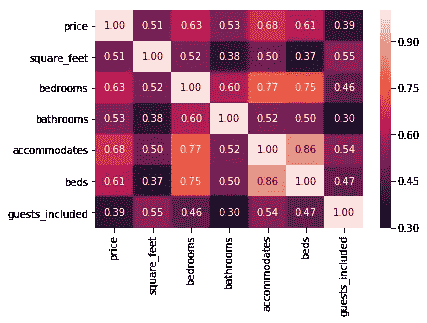 price 1.00 0.51 0.63 0.53 0.68 0.61 0.39
square_feet 0.51 1.00 0.52 0.38 0.50 0.37 0.55
bedrooms 0.63 0.52 1.00 0.60 0.77 0.75 0.46
bathrooms 0.53 0.38 0.60 1.00 0.52 0.50 0.30
accommodates 0.68 0.50 0.77 0.52 1.00 0.86 0.54
beds 0.61 0.37 0.75 0.50 0.86 1.00 0.47
guests_included 0.39 0.55 0.46 0.30 0.54 0.47 1.00
price
square_feet
bedrooms
bathrooms
accommodates
beds
guests_included
0.90
0.75
0.60
0.45
0.30